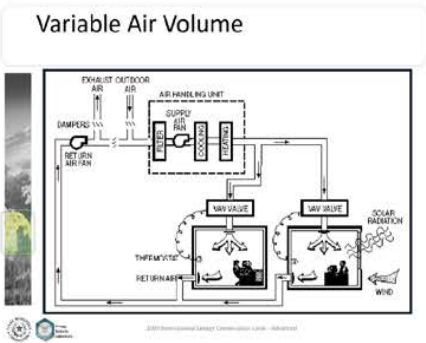 Variable Air Volume
EXHAUST OUTDOOR
AIR AIR
AIR HANDLING UNIT
SUPPLY
AIR
FAN
DAMPERS
FILTER
COOLING
HEATING
RETURN
AIR FAN
VAV VALVE
VAV VALVE
SOLAR
RADIATION
THERMOSTAT
RETURN AIR
WIND
2009 International Energy Conservation Code - Advanced